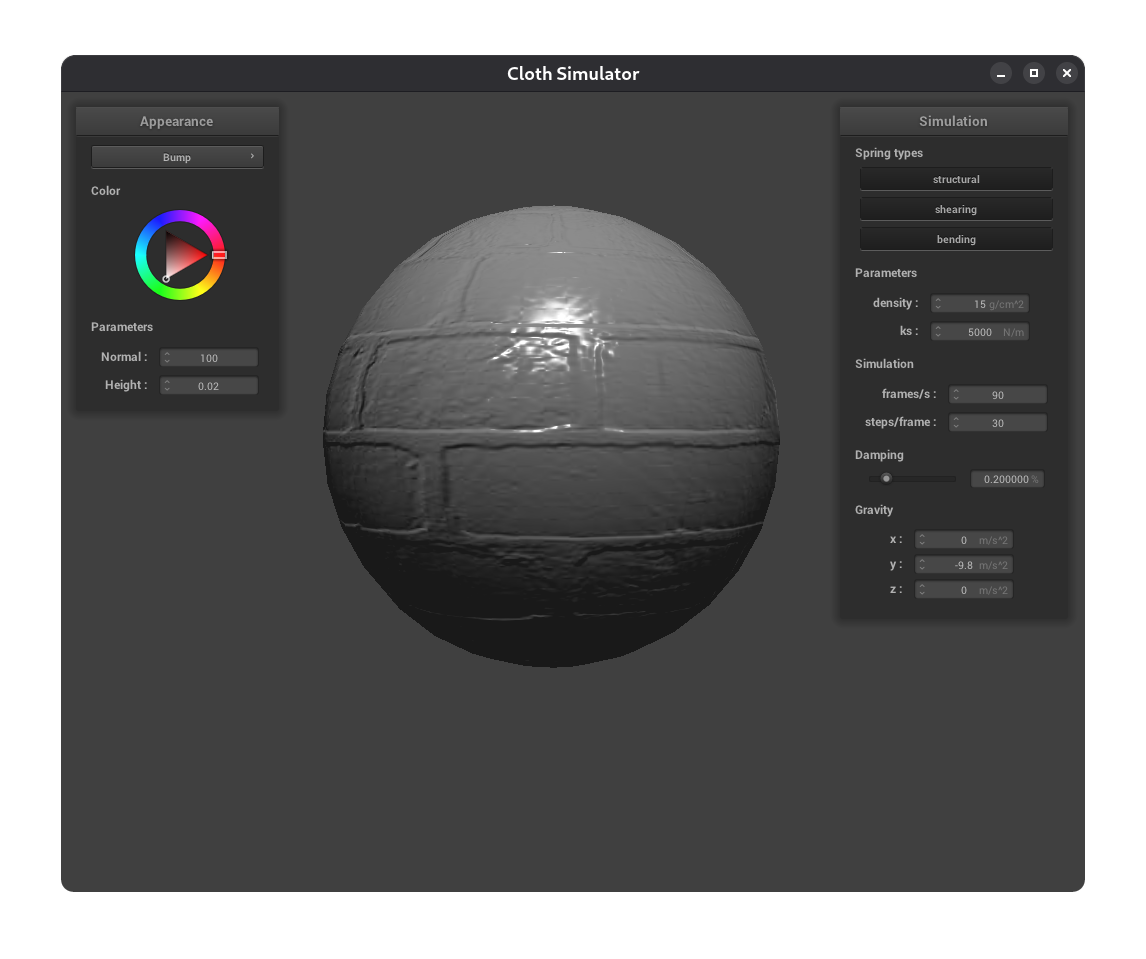 Cloth Simulator
Appearance
Bump
Color
Parameters
Normal : 100
Height : 0.02
Simulation
Spring types
structural
shearing
bending
Parameters
density : 15 g/cm^2
ks : 5000 N/m
Simulation
frames/s : 90
steps/frame : 30
Damping
0.200000 %
Gravity
x : 0 m/s^2
y : -9.8 m/s^2
z : 0 m/s^2